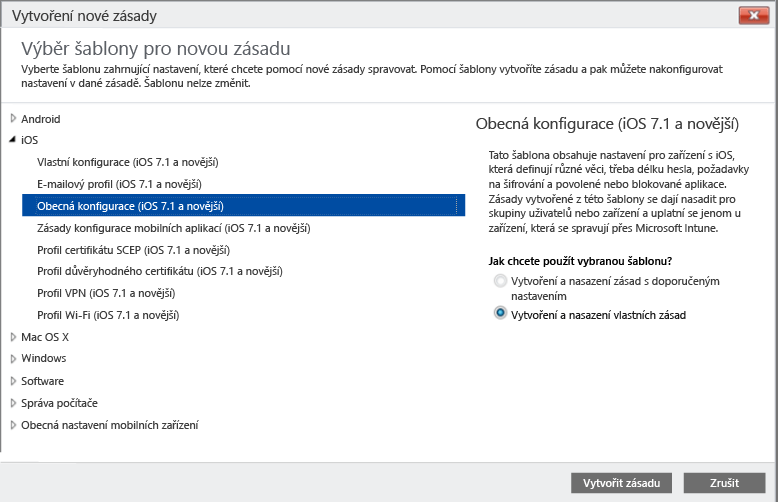 Vytvoření nové zásady
Výběr šablony pro novou zásadu
Vyberte šablonu zahrnující nastavení, které chcete pomocí nové zásady spravovat. Pomocí šablony vytvoříte zásadu a pak můžete nakonfigurovat
nastavení v dané zásadě. Šablonu nelze změnit.
Android
iOS
Vlastní konfigurace (iOS 7.1 a novější)
E-mailový profil (iOS 7.1 a novější)
Obecná konfigurace (iOS 7.1 a novější)
Zásady konfigurace mobilních aplikací (iOS 7.1 a novější)
Profil certifikátu SCEP (iOS 7.1 a novější)
Profil důvěryhodného certifikátu (iOS 7.1 a novější)
Profil VPN (iOS 7.1 a novější)
Profil Wi-Fi (iOS 7.1 a novější)
Mac OS X
Windows
Software
Správa počítače
Obecná nastavení mobilních zařízení
Obecná konfigurace (iOS 7.1 a novější)
Tato šablona obsahuje nastavení pro zařízení s iOS,
která definují různé věci, třeba délku hesla, požadavky
na šifrování a povolené nebo blokované aplikace.
Zásady vytvořené z této šablony se dají nasadit pro
skupiny uživatelů nebo zařízení a uplatní se jenom u
zařízení, která se spravují přes Microsoft Intune.
Jak chcete použít vybranou šablonu?
Vytvoření a nasazení zásad s doporučeným
nastavením
Vytvoření a nasazení vlastních zásad
Vytvořit zásadu
Zrušit